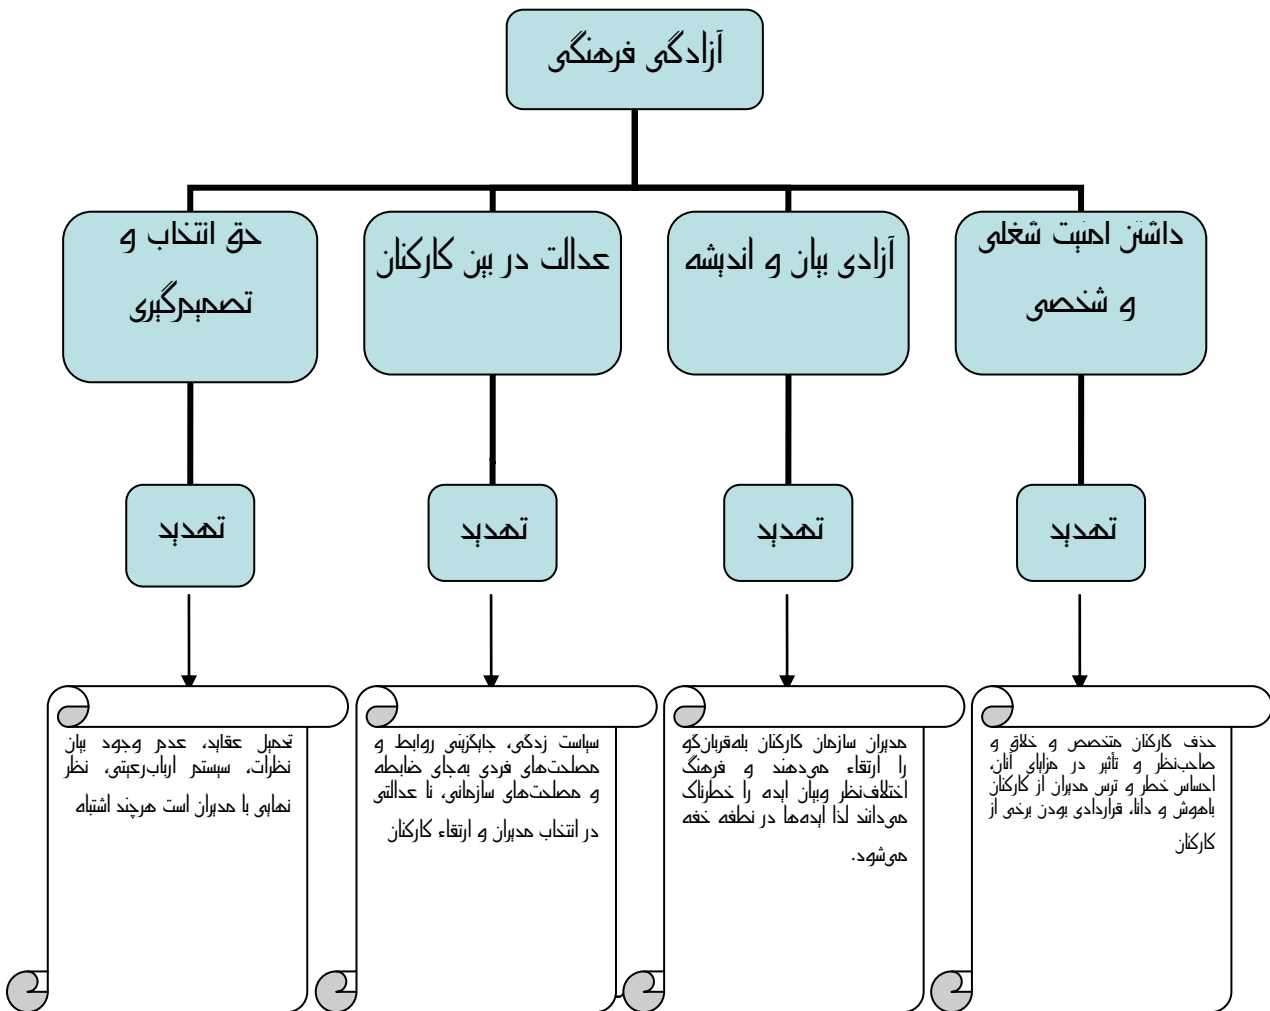 آزادگی فرهنگی
داشتن امنیت شغلی
و شخصی
آزادی بیان و اندیشه
عدالت در بین کارکنان
حق انتخاب و
تصمیم‌گیری
تهدید
تهدید
تهدید
تهدید
حذف کارکنان متخصص و خلاق و
صاحب‌نظر و تأثیر در مزایای آنان،
احساس خطر و ترس مدیران از کارکنان
باهوش و دانا، قراردادی بودن برخی از
کارکنان
مدیران سازمان کارکنان بله‌قربان‌گو
را ارتقاء می‌دهند و فرهنگ
اختلاف‌نظر وبیان ایده را خطرناک
می‌دانند لذا ایده‌ها در نطفه خفه
می‌شود.
سیاست زدگی، جایگزینی روابط و
مصلحت‌های فردی به‌جای ضابطه
و مصلحت‌های سازمانی، نا عدالتی
در انتخاب مدیران و ارتقاء کارکنان
تحمیل عقاید، عدم وجود بیان
نظرات، سیستم ارباب‌رعیتی، نظر
نهایی با مدیران است هرچند اشتباه